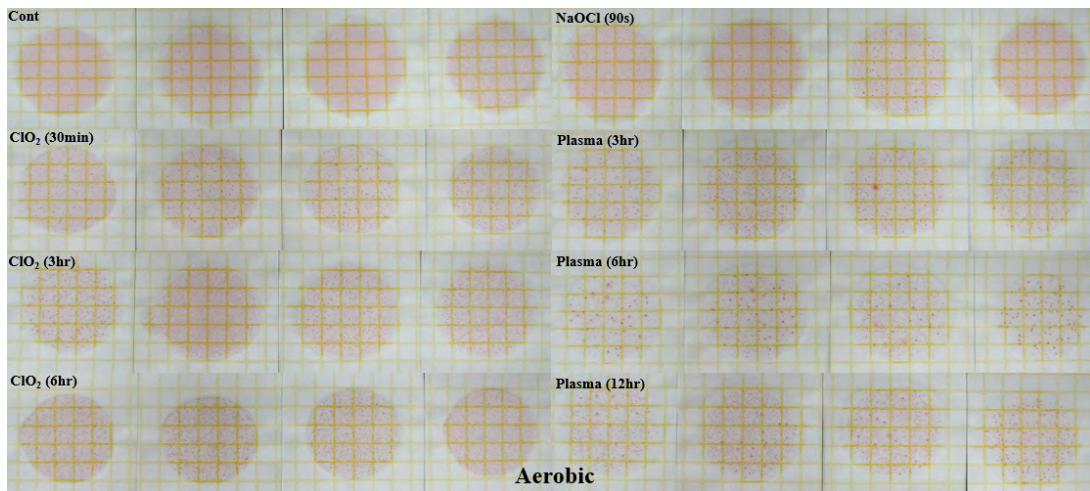 Cont
NaOCl (90s)
ClO₂ (30min)
Plasma (3hr)
ClO₂ (3hr)
Plasma (6hr)
ClO₂ (6hr)
Plasma (12hr)
Aerobic